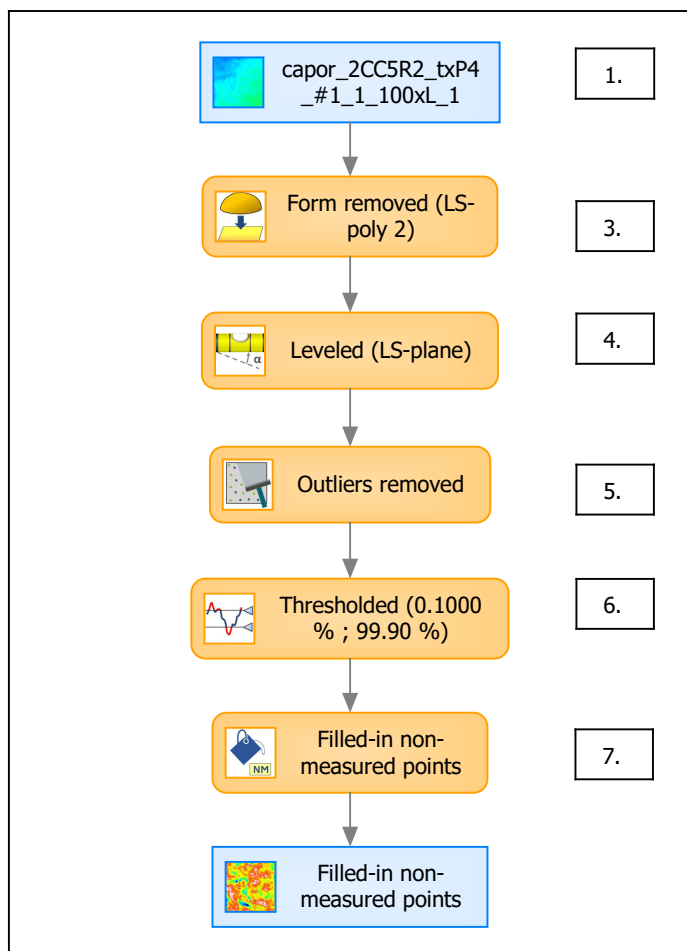 capor_2CC5R2_txP4
_#1_1_100xL_1
1.
Form removed (LS-
poly 2)
3.
α
Leveled (LS-plane)
4.
Outliers removed
5.
Thresholded (0.1000
% ; 99.90 %)
6.
NM
Filled-in non-
measured points
7.
Filled-in non-
measured points